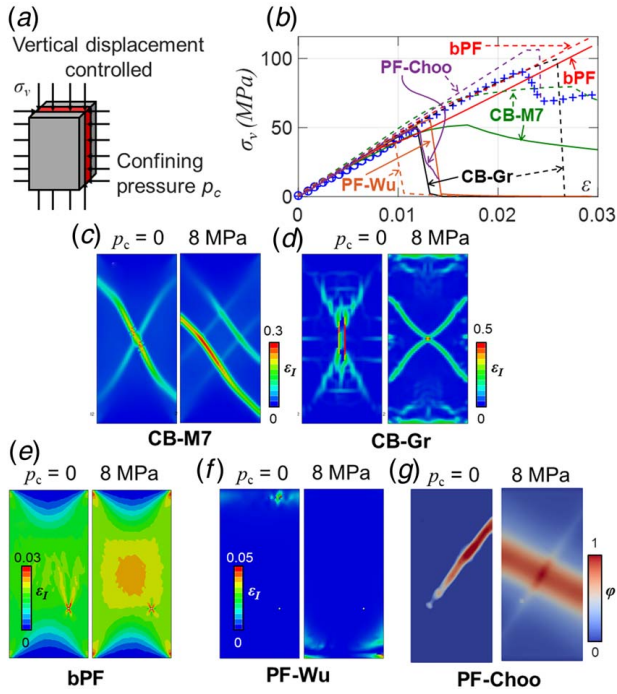 (a)
Vertical displacement
controlled
σv
Confining
pressure pc
(b)
σv (MPa)
100
50
0
0
0.01
0.02
0.03
ε
bPF
bPF
PF-Choo
CB-M7
PF-Wu
CB-Gr
(c)
pc = 0
8 MPa
0.3
εI
0
CB-M7
(d)
pc = 0
8 MPa
0.5
εI
0
CB-Gr
(e)
pc = 0
8 MPa
0.03
εI
0
bPF
(f)
pc = 0
8 MPa
0.05
εI
0
PF-Wu
(g)
pc = 0
8 MPa
1
φ
0
PF-Choo